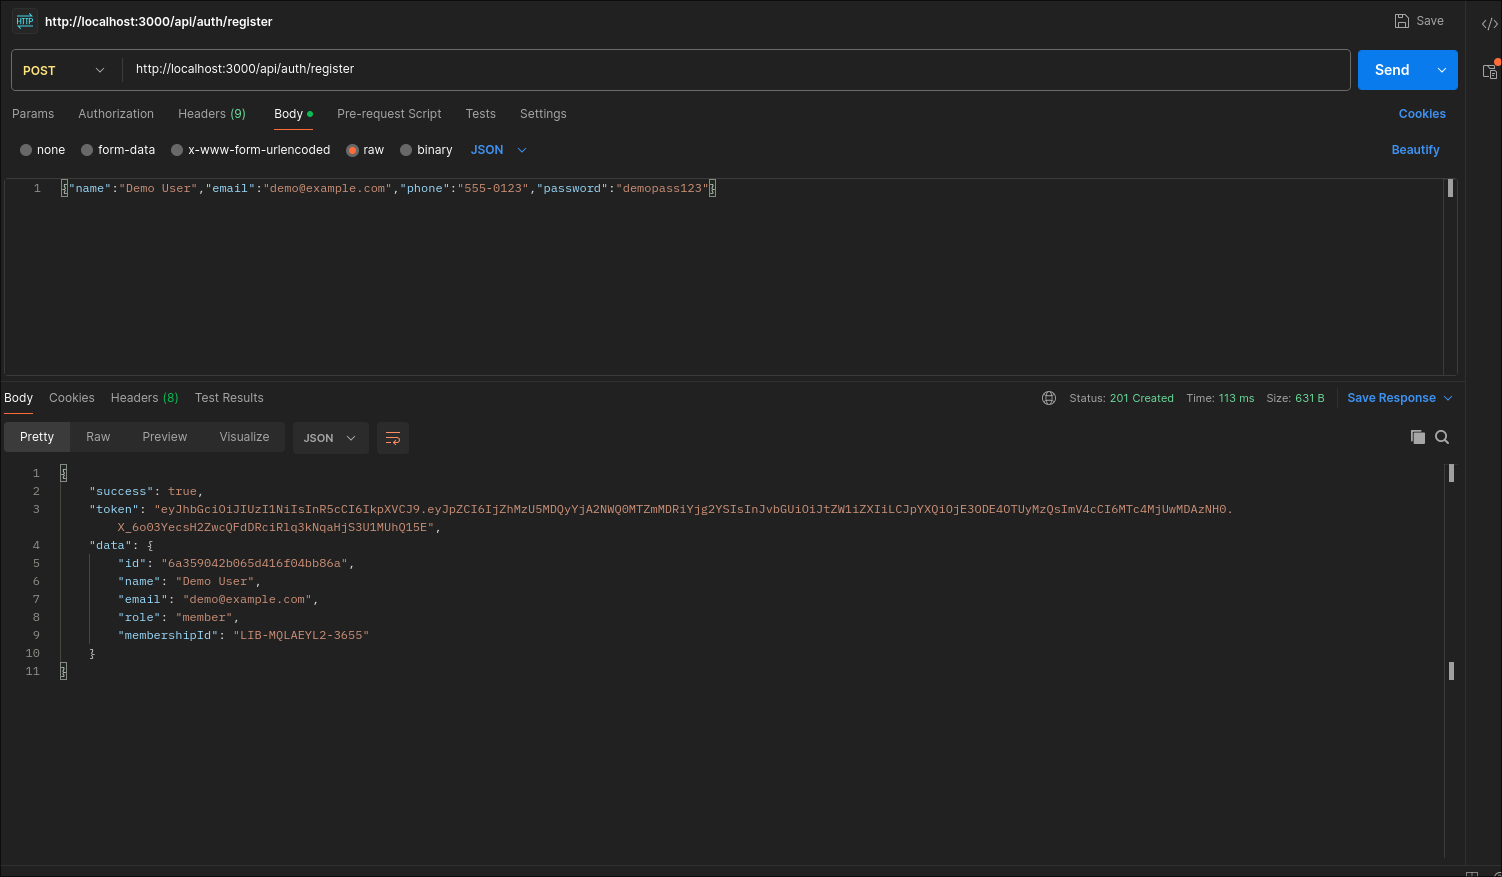 HTTP http://localhost:3000/api/auth/register Save
POST http://localhost:3000/api/auth/register Send
Params Authorization Headers (9) Body Pre-request Script Tests Settings Cookies
none form-data x-www-form-urlencoded raw binary JSON Beautify
1 {"name":"Demo User","email":"demo@example.com","phone":"555-0123","password":"demopass123"}
Body Cookies Headers (8) Test Results Status: 201 Created Time: 113 ms Size: 631 B Save Response
Pretty Raw Preview Visualize JSON
1 {
2 "success": true,
3 "token": "eyJhbGciOiJIUzI1NiIsInR5cCI6IkpXVCJ9.eyJpZCI6IjZhMzU5MDQyYjA2NWQ0MTZmMDRiYjg2YSIsInJvbGUiOiJtZW1iZXIiLCJpYXQiOjE3ODE4OTUyMzQsImV4cCI6MTc4MjUwMDAzNH0.
X_6o03YecsH2ZwcQFdDRciRlq3kNqaHjS3U1MUhQ15E",
4 "data": {
5 "id": "6a359042b065d416f04bb86a",
6 "name": "Demo User",
7 "email": "demo@example.com",
8 "role": "member",
9 "membershipId": "LIB-MQLAEYL2-3655"
10 }
11 }